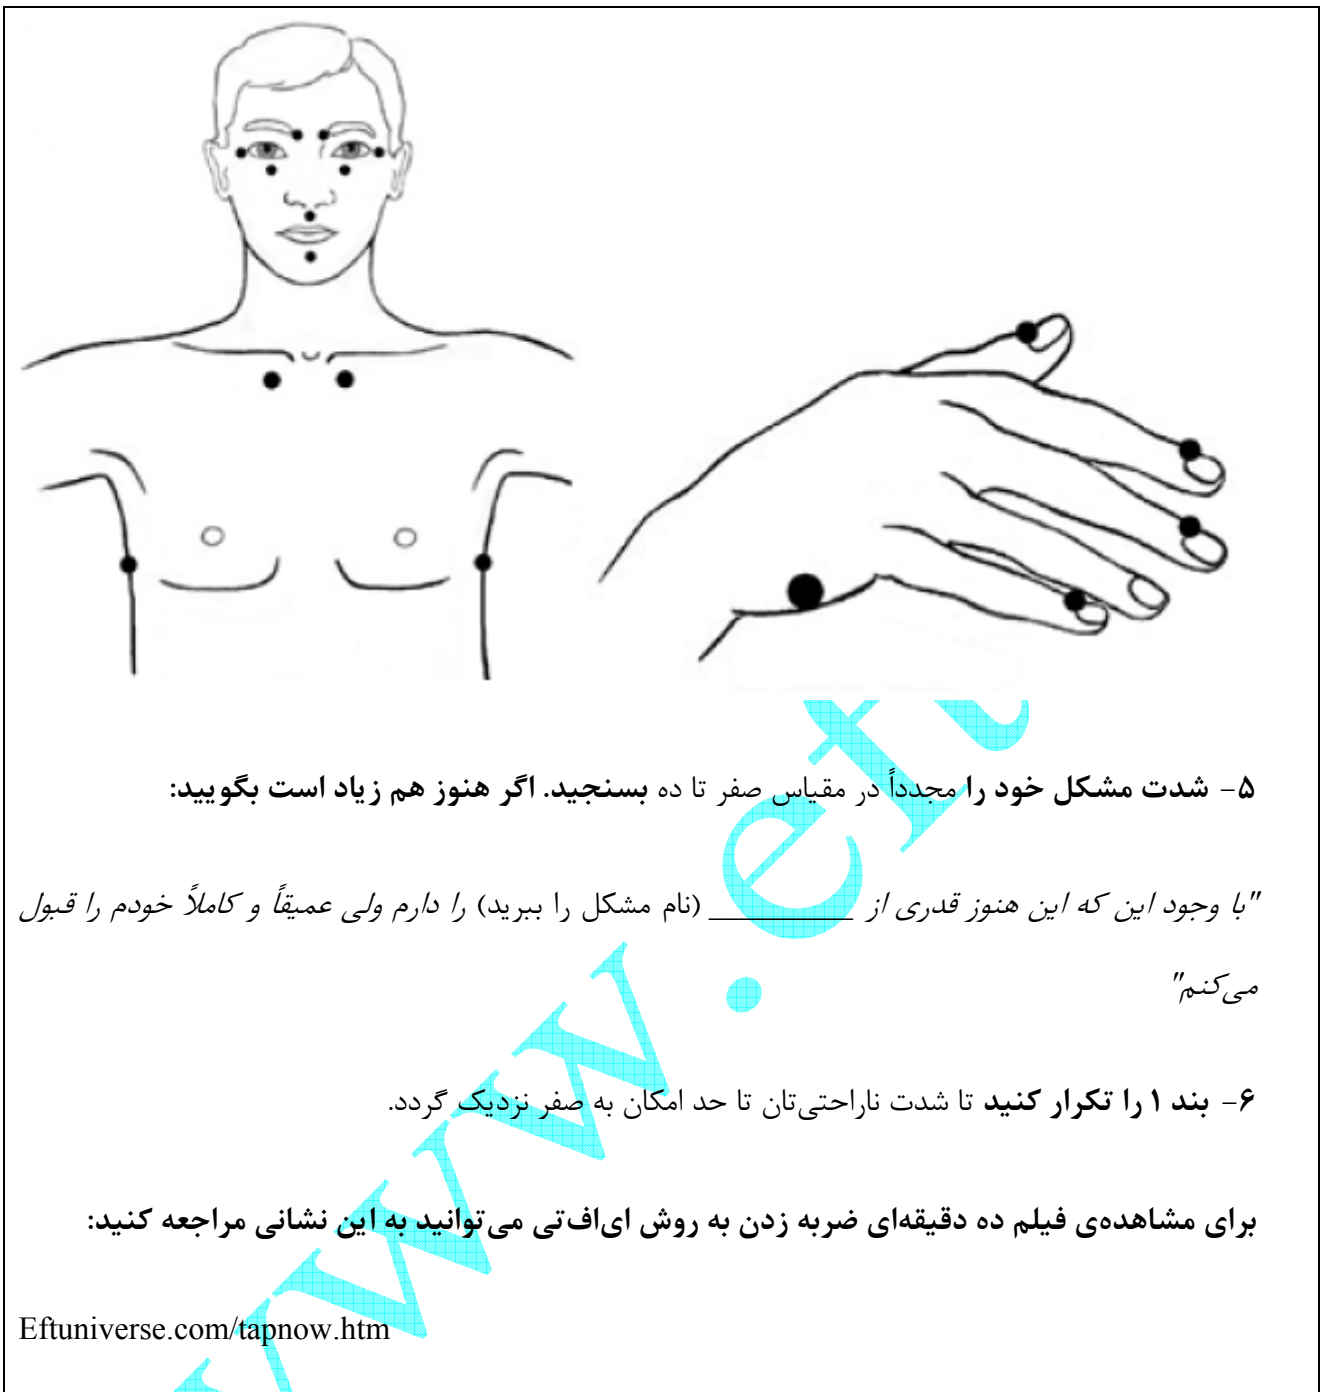 ۵- شدت مشکل خود را مجدداً در مقیاس صفر تا ده بسنجید. اگر هنوز هم زیاد است بگویید:
"با وجود این که این هنوز قدری از __________ (نام مشکل را ببرید) را دارم ولی عمیقاً و کاملاً خودم را قبول
می‌کنم"
۶- بند ۱ را تکرار کنید تا شدت ناراحتی‌تان تا حد امکان به صفر نزدیک گردد.
برای مشاهده‌ی فیلم ده دقیقه‌ای ضربه زدن به روش ای‌اف‌تی می‌توانید به این نشانی مراجعه کنید:
Eftuniverse.com/tapnow.htm